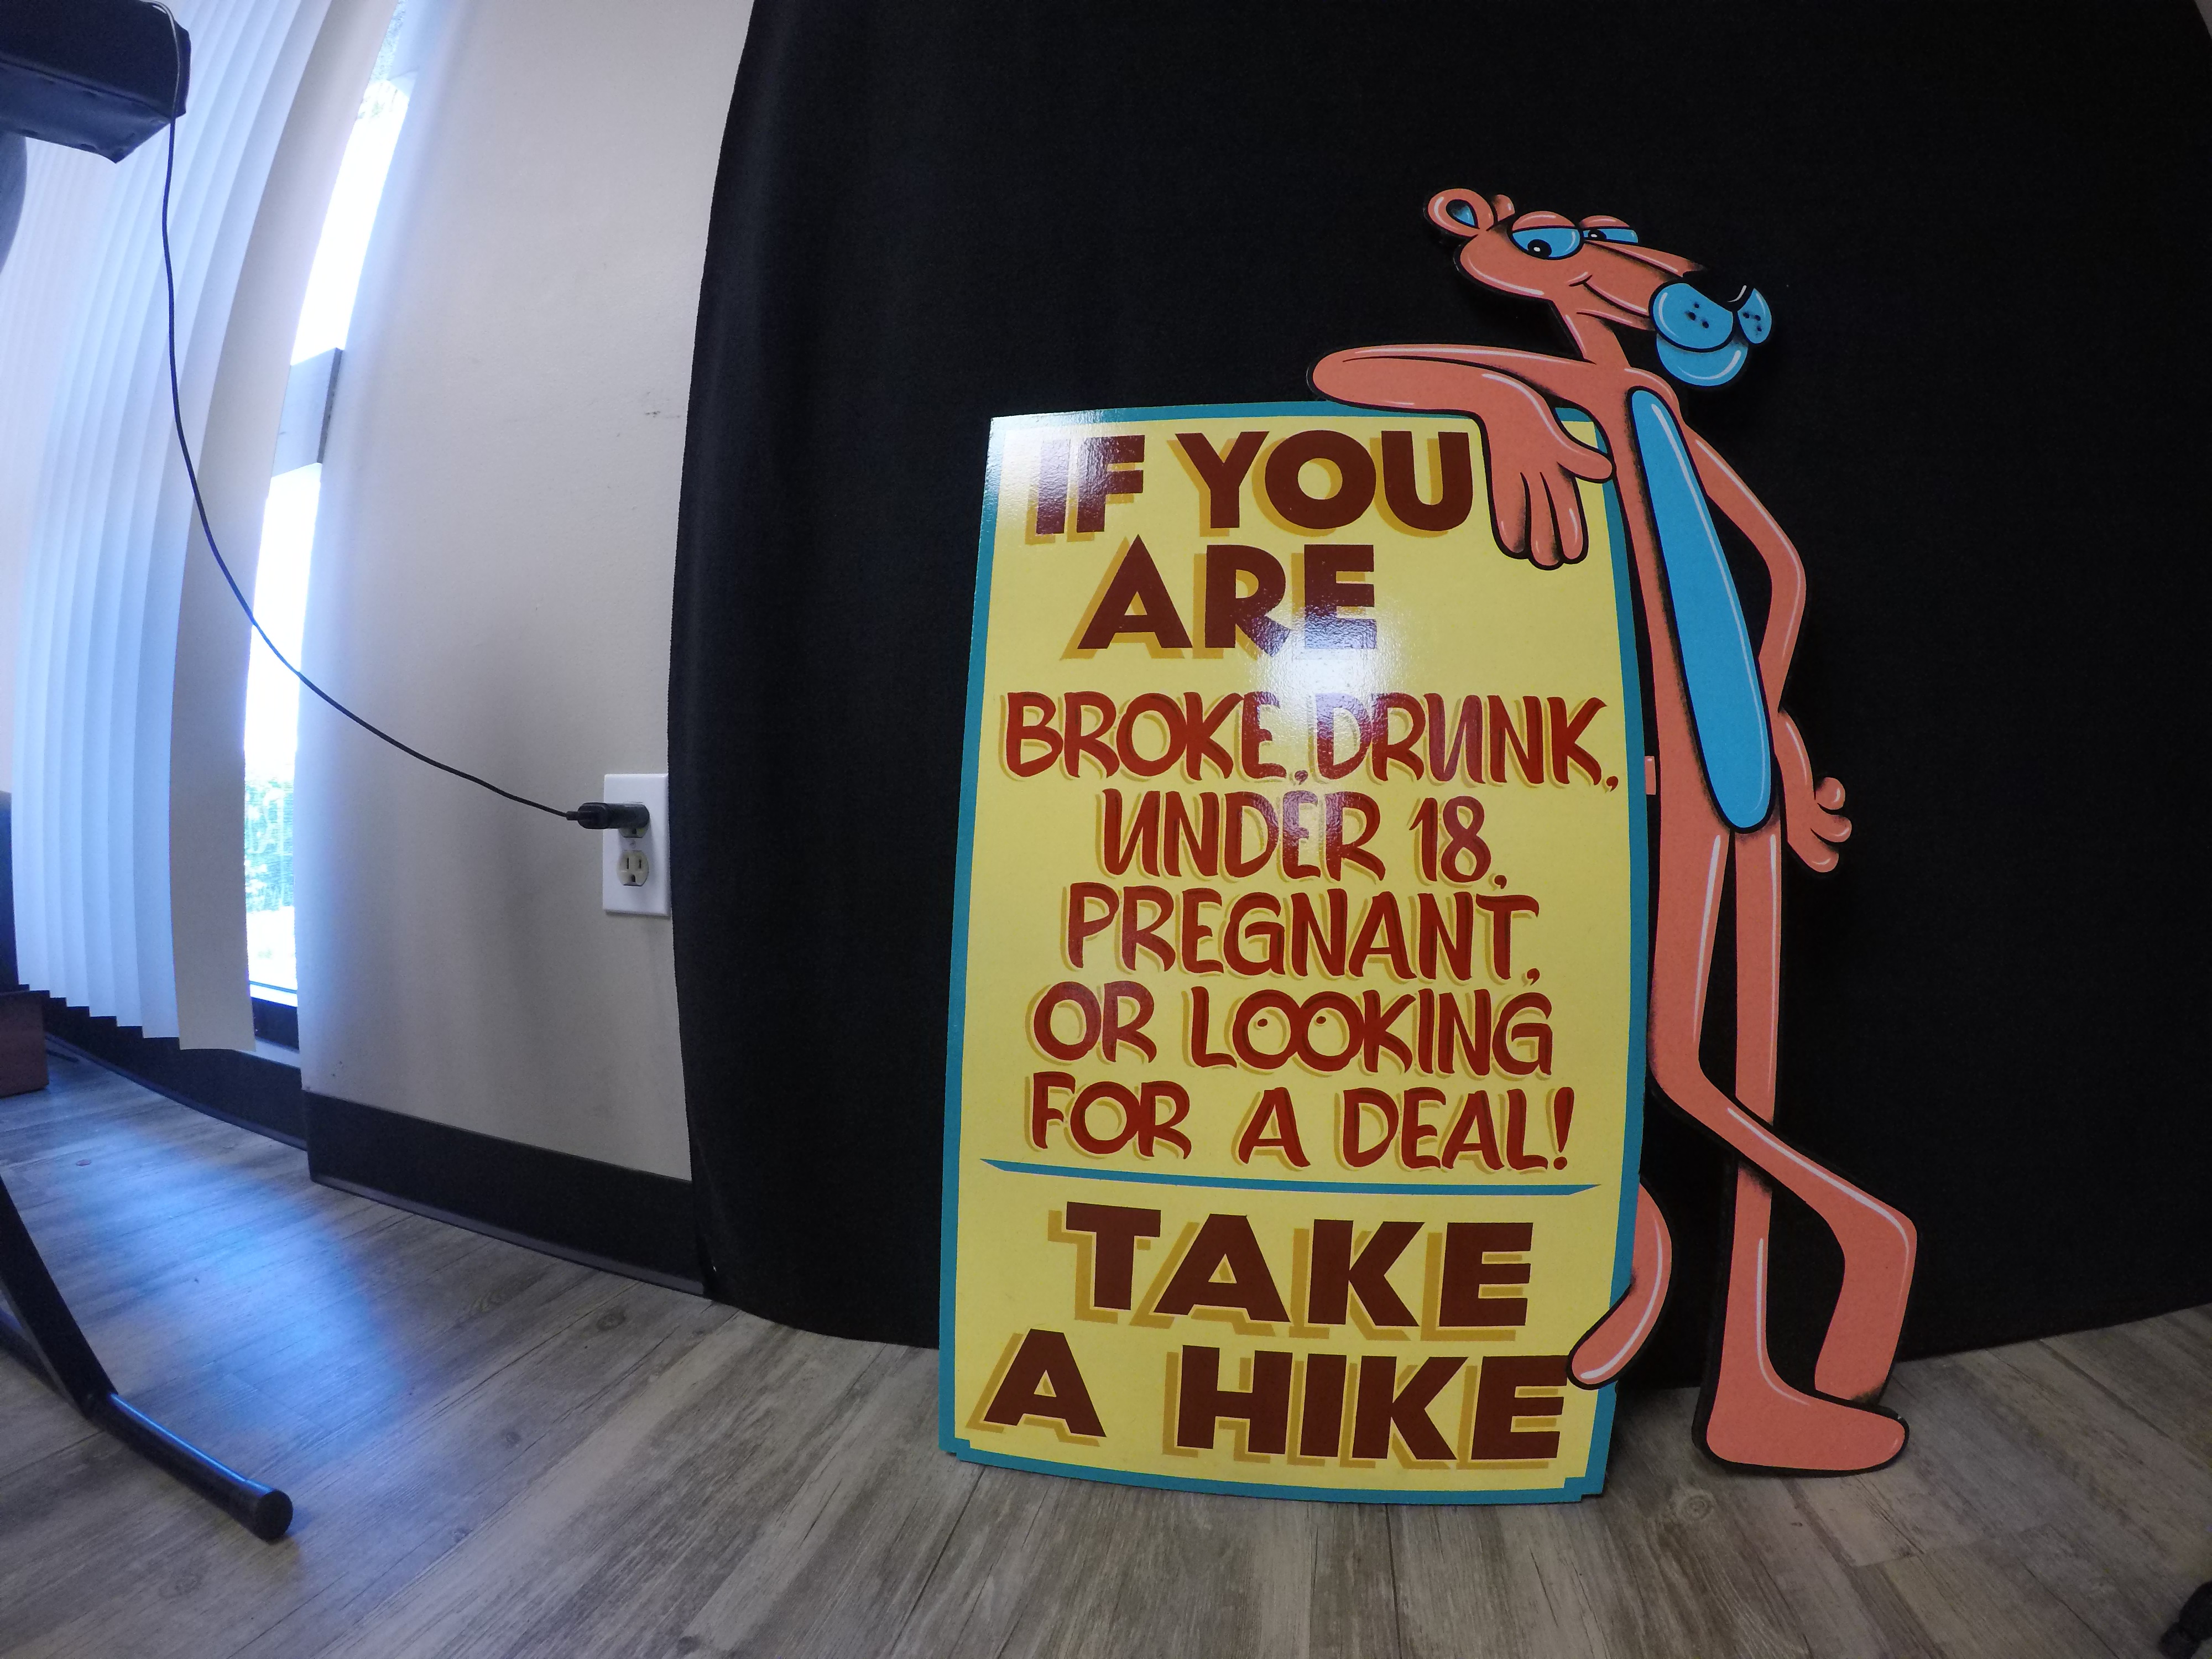 IF YOU
ARE
BROKE, DRUNK,
UNDER 18,
PREGNANT,
OR LOOKING
FOR A DEAL!
TAKE
A HIKE